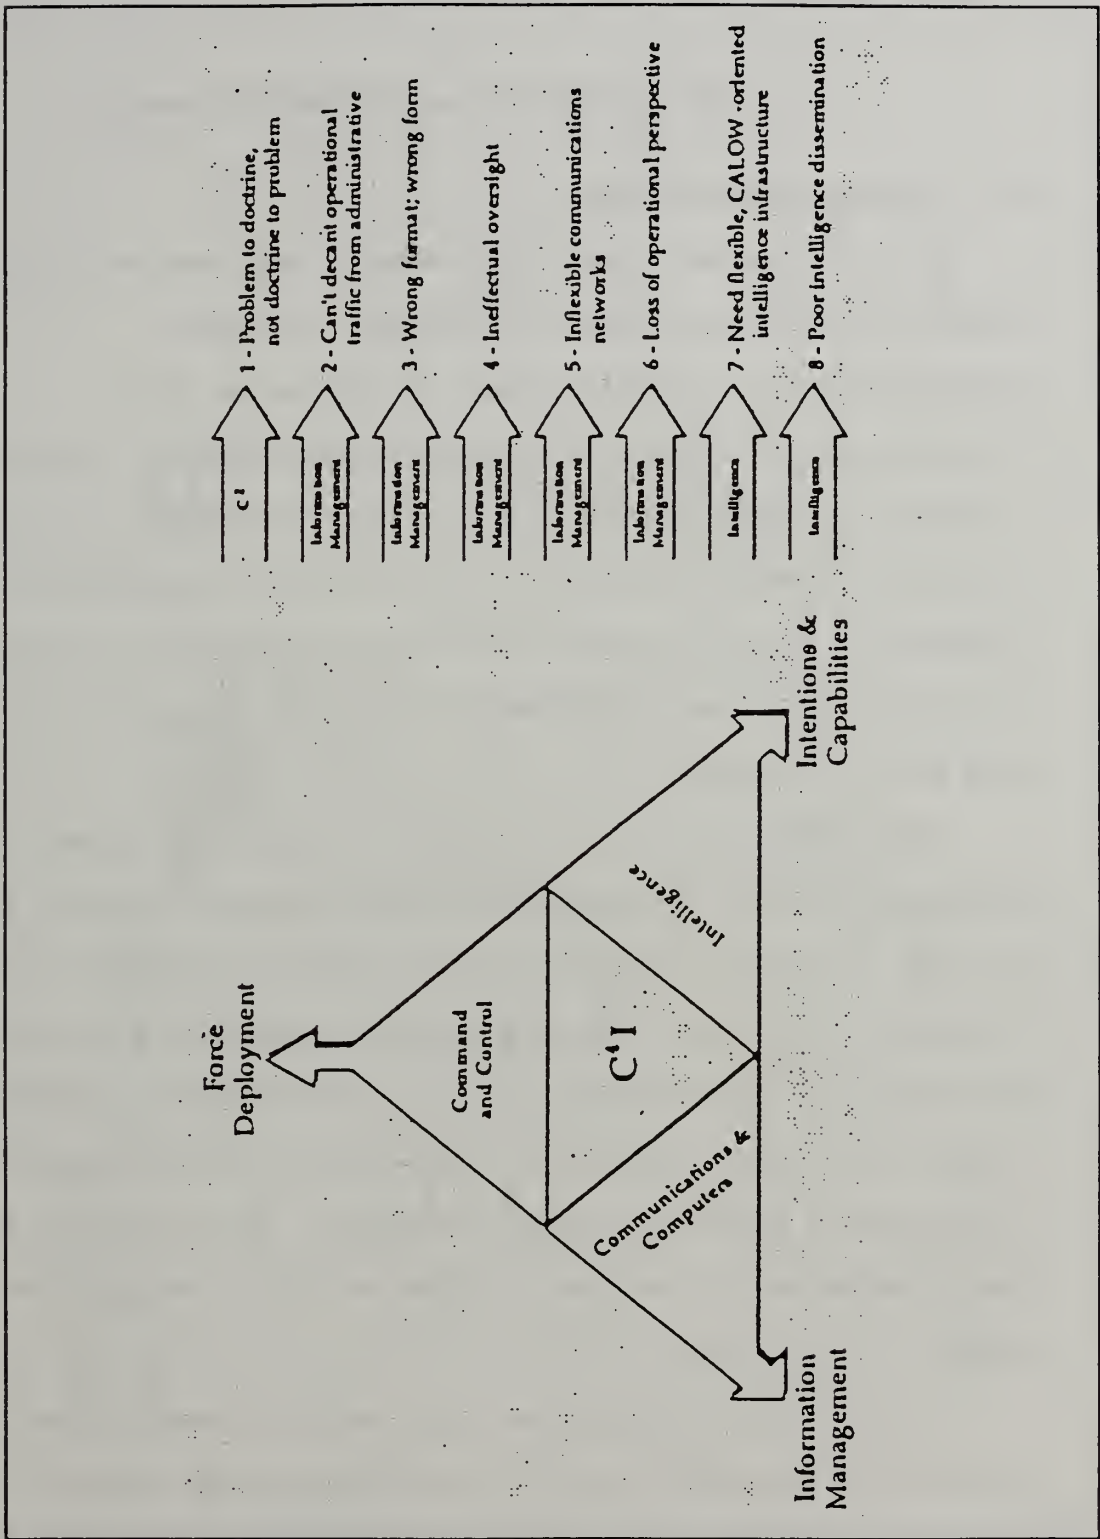 Force
Deployment
Command
and Control
C⁴I
Communications &
Computers
Intelligence
Information
Management
Intentions &
Capabilities
C²
1 - Problem to doctrine,
not doctrine to problem
Information
Management
2 - Can't decant operational
traffic from administrative
Information
Management
3 - Wrong format; wrong form
Information
Management
4 - Ineffectual oversight
Information
Management
5 - Inflexible communications
networks
Information
Management
6 - Loss of operational perspective
Intelligence
7 - Need flexible, CALOW-oriented
intelligence infrastructure
Intelligence
8 - Poor intelligence dissemination